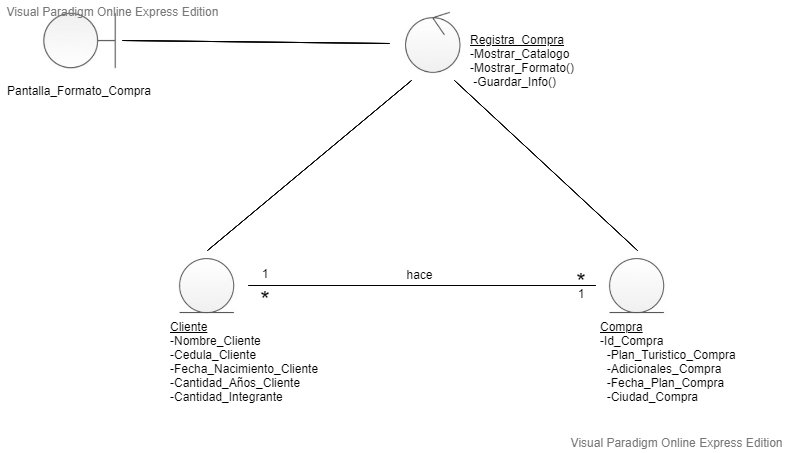 Visual Paradigm Online Express Edition
Registra_Compra
-Mostrar_Catalogo
-Mostrar_Formato()
-Guardar_Info()
Pantalla_Formato_Compra
1 hace *
* 1
Cliente
-Nombre_Cliente
-Cedula_Cliente
-Fecha_Nacimiento_Cliente
-Cantidad_Años_Cliente
-Cantidad_Integrante
Compra
-Id_Compra
-Plan_Turistico_Compra
-Adicionales_Compra
-Fecha_Plan_Compra
-Ciudad_Compra
Visual Paradigm Online Express Edition